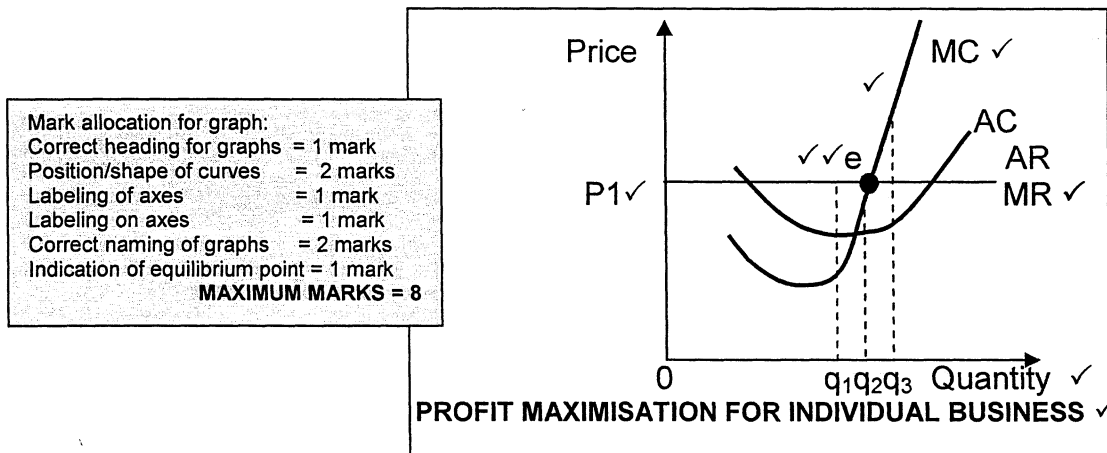 Mark allocation for graph:
Correct heading for graphs = 1 mark
Position/shape of curves = 2 marks
Labeling of axes = 1 mark
Labeling on axes = 1 mark
Correct naming of graphs = 2 marks
Indication of equilibrium point = 1 mark
MAXIMUM MARKS = 8
Price
MC ✓
✓
AC
✓✓e
AR
P1✓
MR ✓
0
q₁q₂q₃ Quantity ✓
PROFIT MAXIMISATION FOR INDIVIDUAL BUSINESS ✓